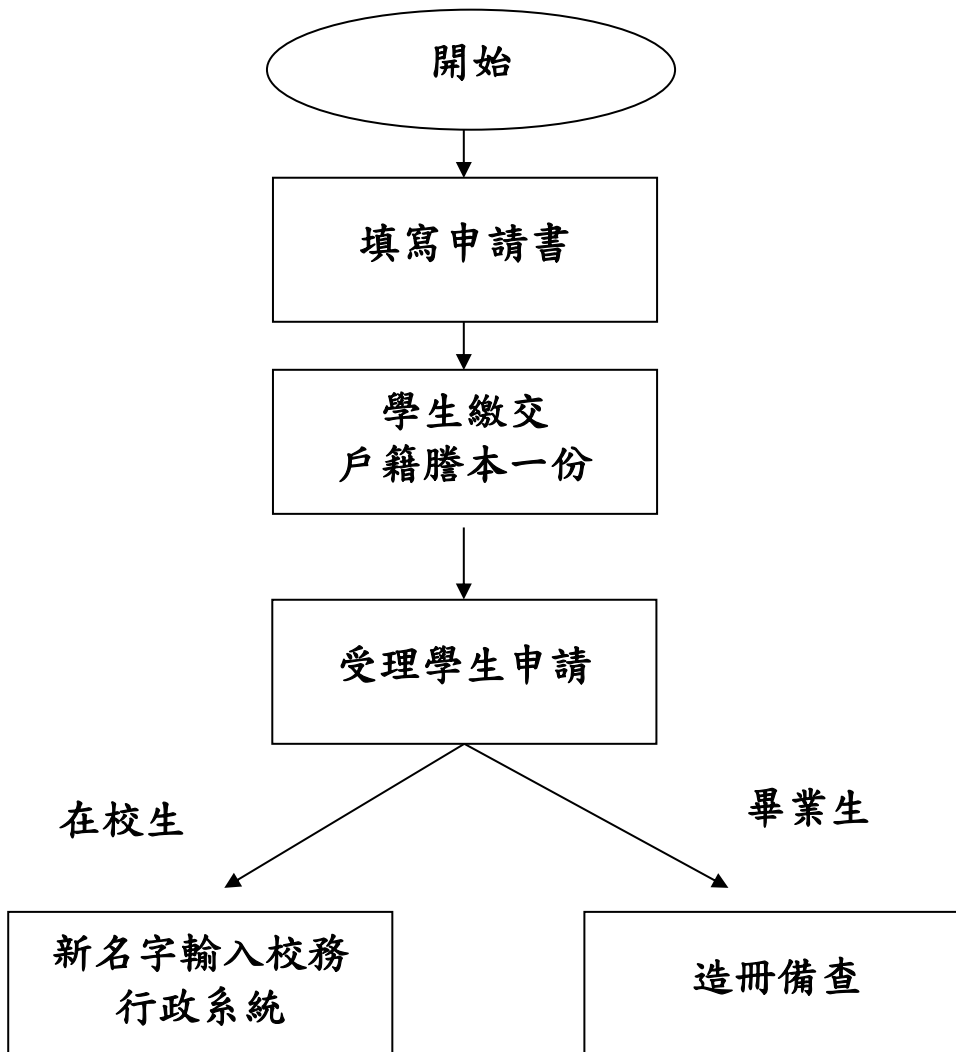 開始
填寫申請書
學生繳交
戶籍謄本一份
受理學生申請
在校生
畢業生
新名字輸入校務
行政系統
造冊備查